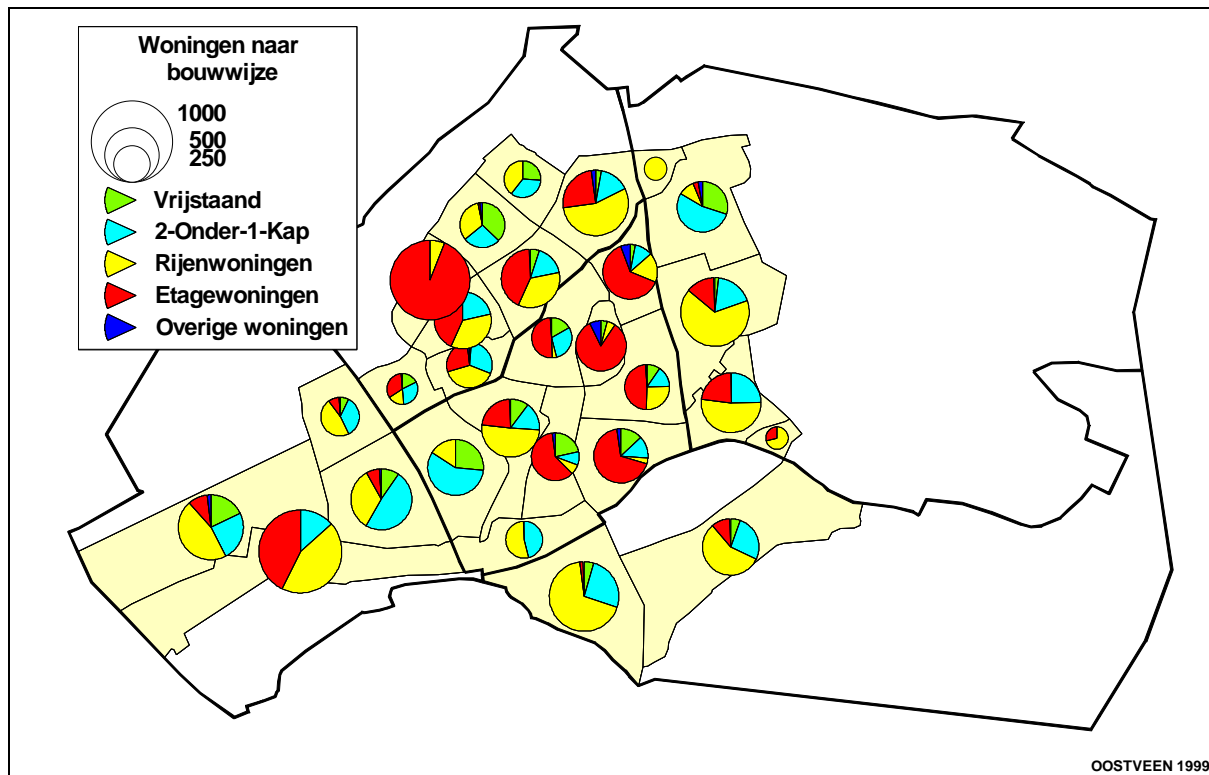 Woningen naar
bouwwijze
1000
500
250
Vrijstaand
2-Onder-1-Kap
Rijenwoningen
Etagewoningen
Overige woningen
OOSTVEEN 1999